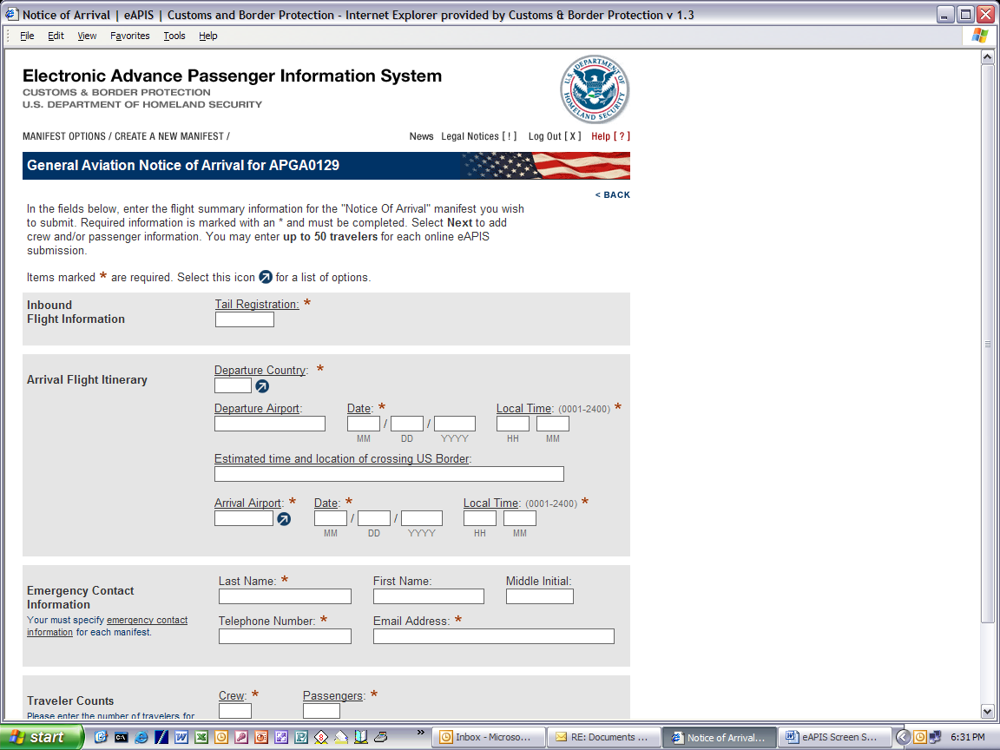 Notice of Arrival | eAPIS | Customs and Border Protection - Internet Explorer provided by Customs & Border Protection v 1.3
File Edit View Favorites Tools Help
Electronic Advance Passenger Information System
CUSTOMS & BORDER PROTECTION
U.S. DEPARTMENT OF HOMELAND SECURITY
U.S. DEPARTMENT OF HOMELAND SECURITY
MANIFEST OPTIONS / CREATE A NEW MANIFEST /
News Legal Notices [ ! ] Log Out [ X ] Help [ ? ]
General Aviation Notice of Arrival for APGA0129
< BACK
In the fields below, enter the flight summary information for the "Notice Of Arrival" manifest you wish
to submit. Required information is marked with an * and must be completed. Select Next to add
crew and/or passenger information. You may enter up to 50 travelers for each online eAPIS
submission.
Items marked * are required. Select this icon for a list of options.
Inbound
Flight Information
Tail Registration: *
Arrival Flight Itinerary
Departure Country: *
Departure Airport: Date: * Local Time: (0001-2400) *
/ /
MM DD YYYY HH MM
Estimated time and location of crossing US Border:
Arrival Airport: * Date: * Local Time: (0001-2400) *
/ /
MM DD YYYY HH MM
Emergency Contact
Information
Your must specify emergency contact
information for each manifest.
Last Name: * First Name: Middle Initial:
Telephone Number: * Email Address: *
Traveler Counts
Please enter the number of travelers for
Crew: * Passengers: *
start
» Inbox - Microso... RE: Documents ... Notice of Arrival... eAPIS Screen S... 6:31 PM